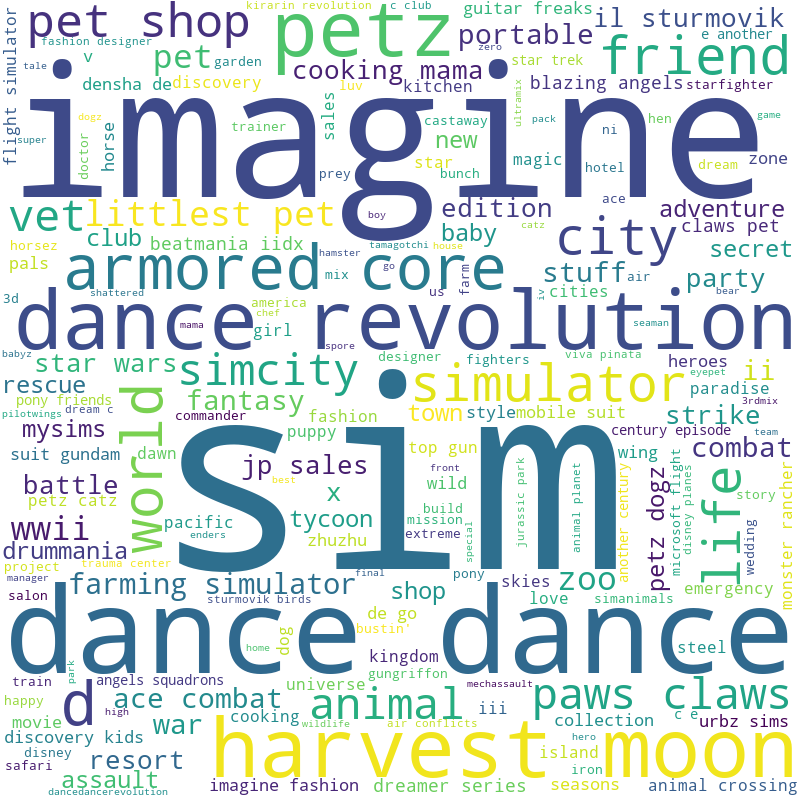 kirarin revolution
c club
guitar freaks
il sturmovik
pet shop
petz
portable
e another
fashion designer
zero
v
pet
garden
star trek
friend
tale
cooking mama
flight simulator
densha de
discovery
luv
kitchen
blazing angels
starfighter
super
dogz
sales
castaway
ultramix
pack
hen
game
trainer
new
ni
zone
doctor
horse
imagine
star
magic
hotel
dream
prey
bunch
ace
vet
littlest pet
boy
edition
adventure
baby
city
claws pet
horsez
club
beatmania iidx
tamagotchi
house
catz
secret
pals
armored core
hamster
mix
go
farm
stuff
air
party
3d
shattered
us
iv
cities
bear
america
chef
mama
girl
dance revolution
seaman
spore
babyz
star wars
simcity
designer
fighters
viva pinata
heroes
ii
eyepet
rescue
pony friends
fantasy
simulator
paradise
pilotwings
dream c
commander
fashion
town
style
mobile suit
3rdmix
strike
world
mysims
puppy
century episode
team
suit gundam
dawn
top gun
wing
combat
jp sales
front
wild
battle
best
petz catz
x
build
jurassic park
animal planet
another century
petz dogz
microsoft flight
disney planes
life
story
monster rancher
wwii
pacific
tycoon
mission
sim
enders
extreme
special
wedding
drummania
zhuzhu
project
trauma center
manager
final
pony
skies
zoo
emergency
salon
farming simulator
shop
love
simanimals
sturmovik birds
de go
bustin'
dance dance
dog
home
kingdom
steel
park
train
angels squadrons
gungriffon
mechassault
happy
d
high
ace combat
universe
animal
iii
paws claws
movie
war
cooking
collection
c e
urbz sims
discovery kids
wildlife
air conflicts
hero
disney
resort
harvest moon
island
safari
iron
assault
imagine fashion
dreamer series
seasons
animal crossing
dancedancerevolution